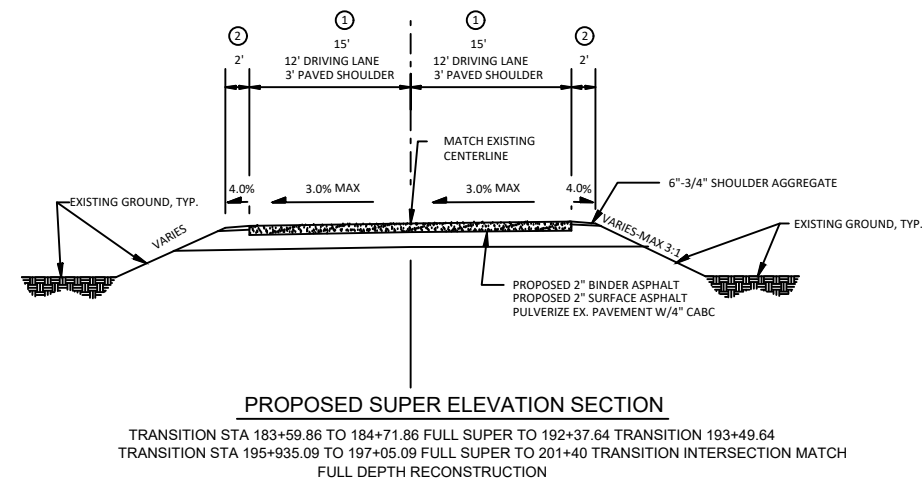 ① ①
② 15' 15' ②
2' 12' DRIVING LANE 12' DRIVING LANE 2'
3' PAVED SHOULDER 3' PAVED SHOULDER
MATCH EXISTING
CENTERLINE
4.0% 3.0% MAX 3.0% MAX 4.0%
6"-3/4" SHOULDER AGGREGATE
EXISTING GROUND, TYP.
VARIES
VARIES-MAX 3:1
EXISTING GROUND, TYP.
PROPOSED 2" BINDER ASPHALT
PROPOSED 2" SURFACE ASPHALT
PULVERIZE EX. PAVEMENT W/4" CABC
PROPOSED SUPER ELEVATION SECTION
TRANSITION STA 183+59.86 TO 184+71.86 FULL SUPER TO 192+37.64 TRANSITION 193+49.64
TRANSITION STA 195+935.09 TO 197+05.09 FULL SUPER TO 201+40 TRANSITION INTERSECTION MATCH
FULL DEPTH RECONSTRUCTION